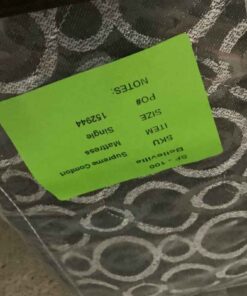 SKU Supreme Comfort
ITEM Mattress
SIZE Single
PO# 152944
NOTES: